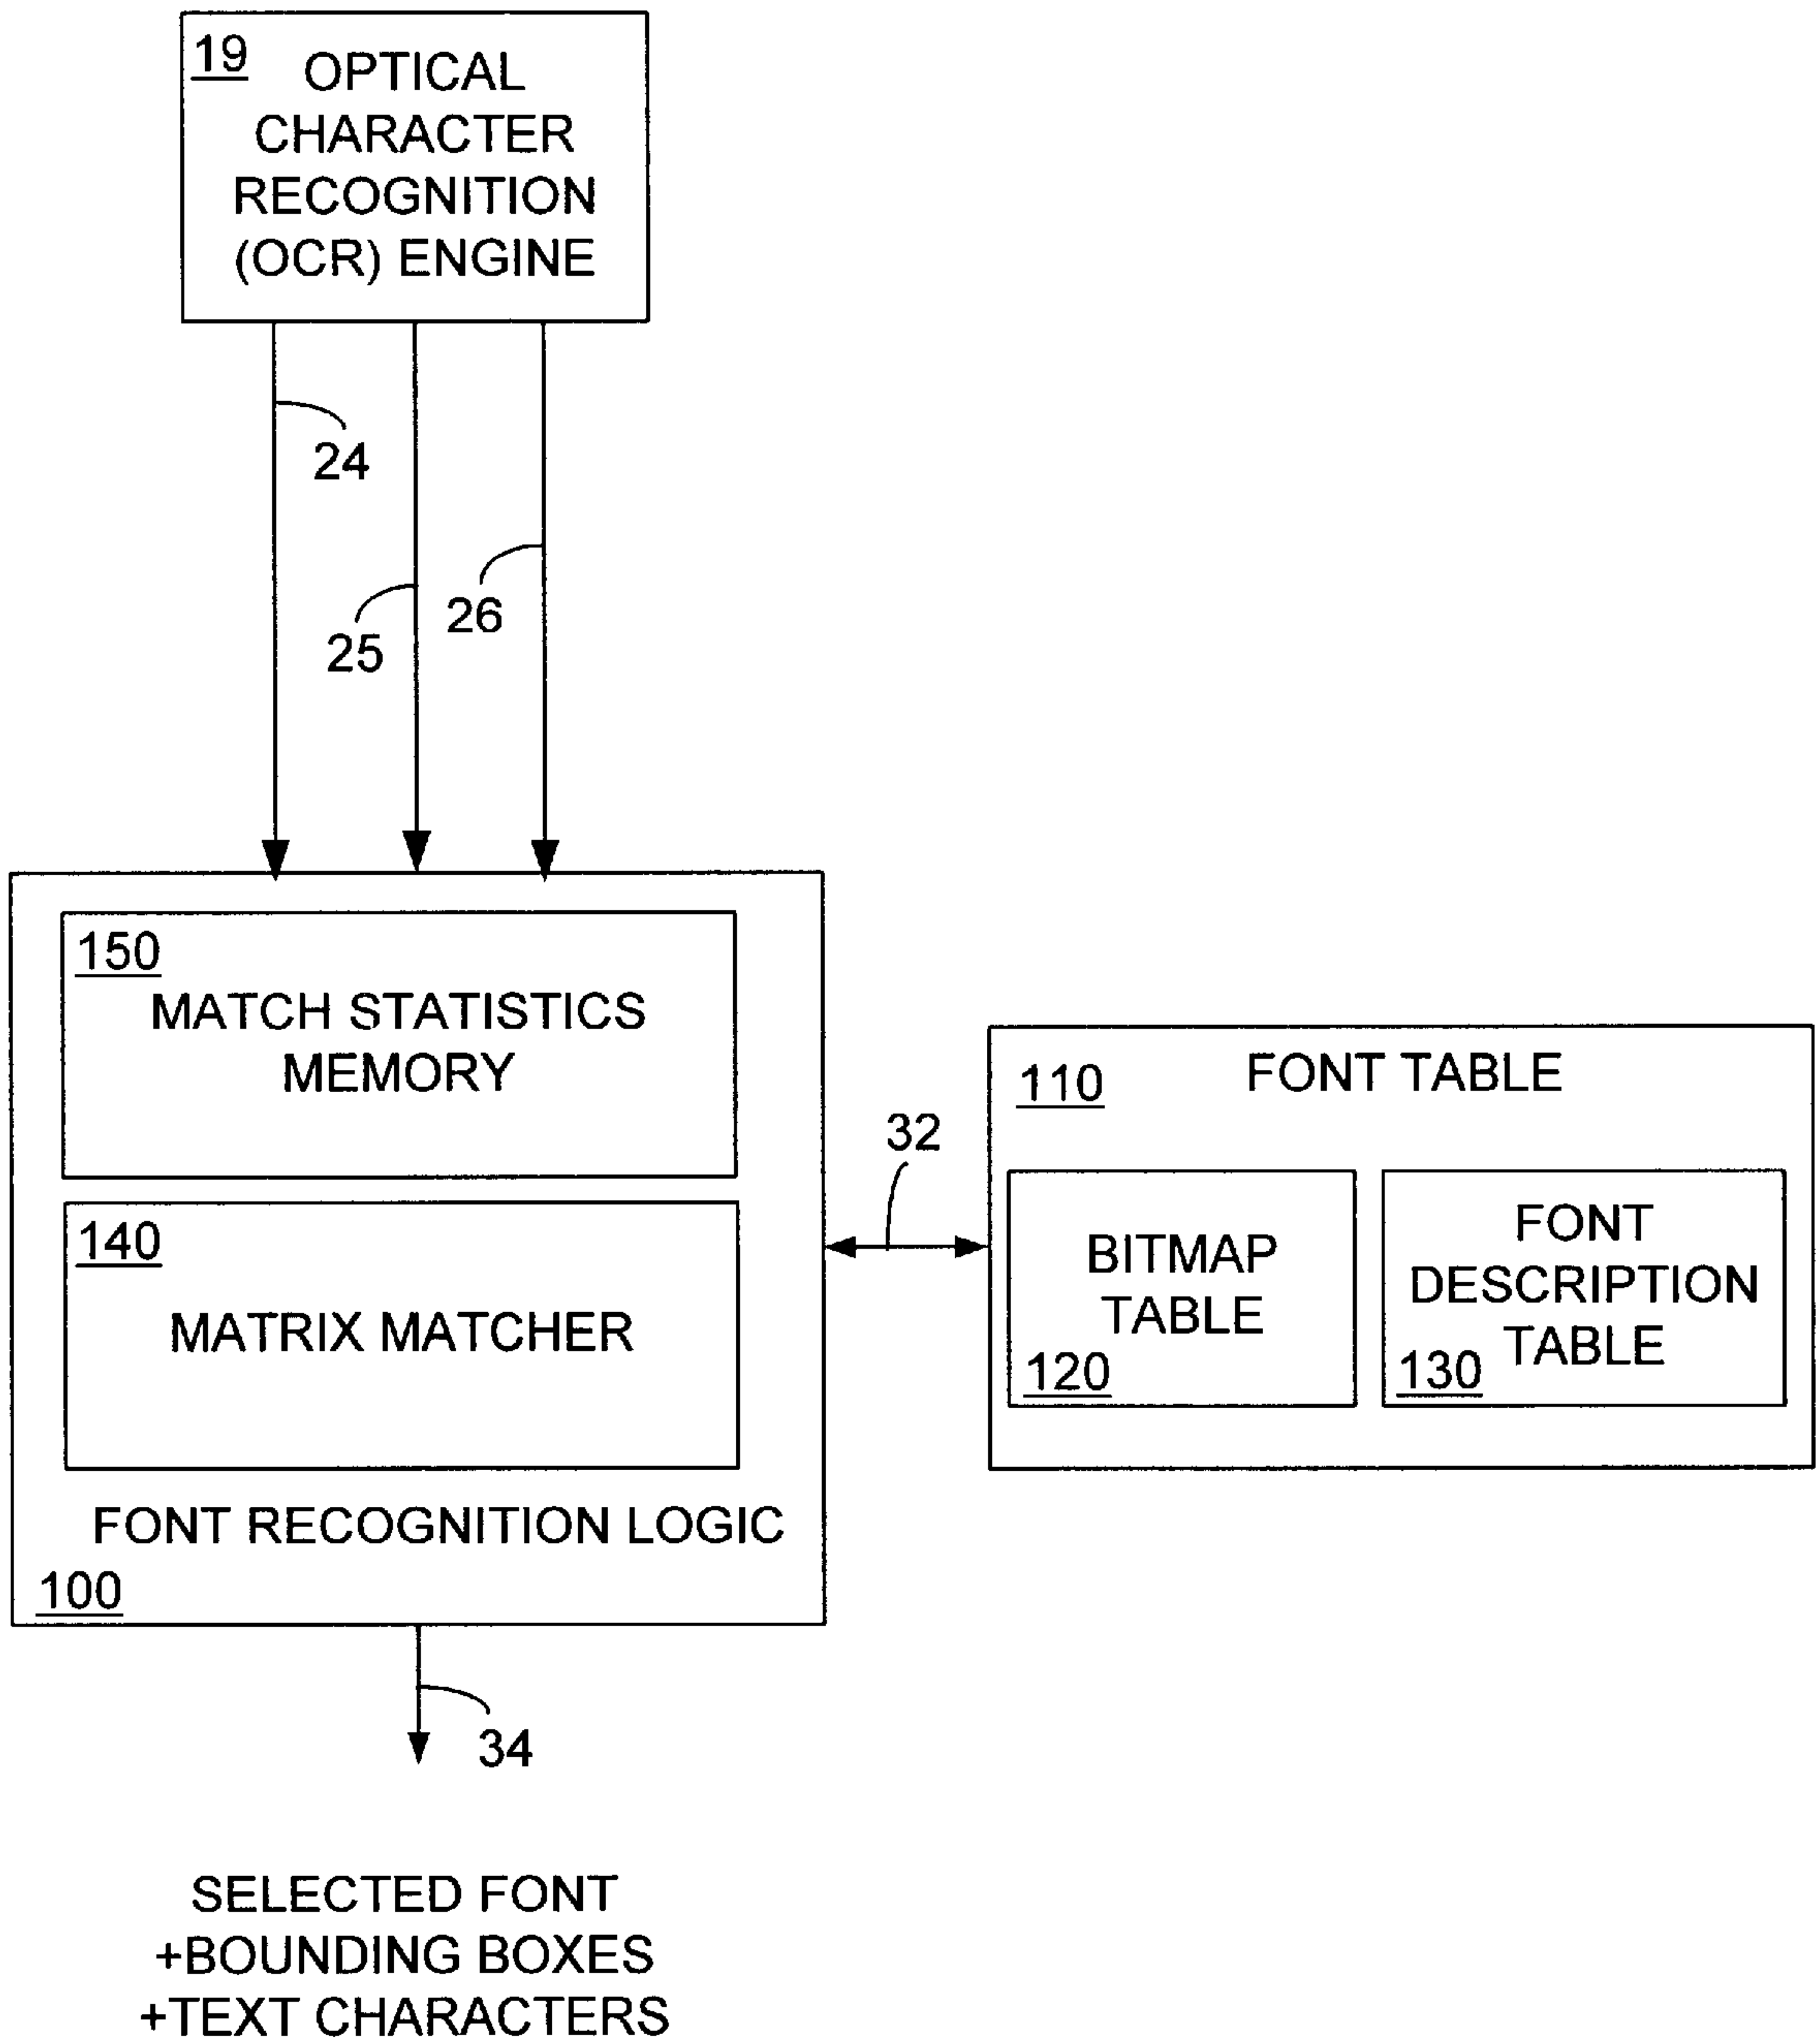 19
OPTICAL
CHARACTER
RECOGNITION
(OCR) ENGINE
24
25
26
150
MATCH STATISTICS
MEMORY
140
MATRIX MATCHER
FONT RECOGNITION LOGIC
100
32
110
FONT TABLE
BITMAP
TABLE
120
FONT
DESCRIPTION
TABLE
130
34
SELECTED FONT
+BOUNDING BOXES
+TEXT CHARACTERS